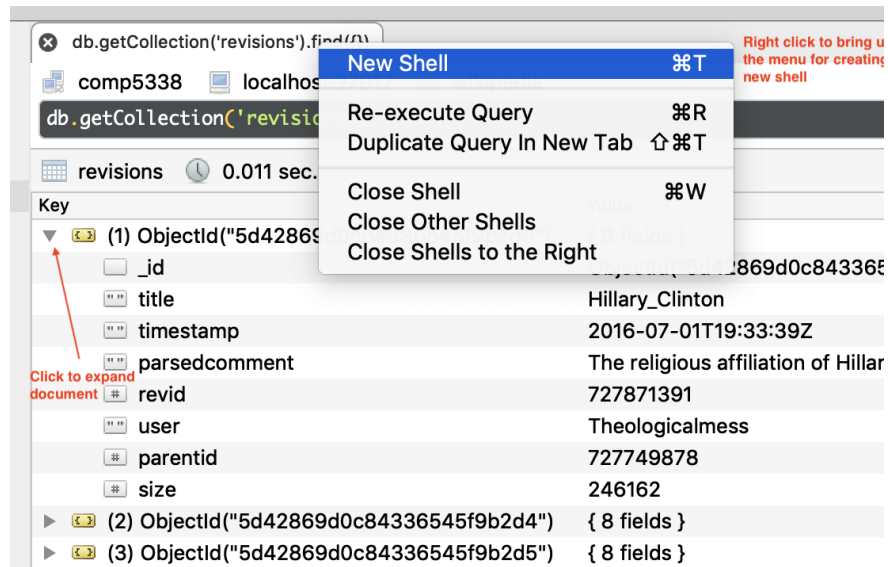 db.getCollection('revisions').find({})
New Shell ⌘T
Right click to bring u
the menu for creating
new shell
comp5338 localhos
db.getCollection('revisio
Re-execute Query ⌘R
Duplicate Query In New Tab ⇧⌘T
revisions 0.011 sec.
Close Shell ⌘W
Key Value
Close Other Shells
(1) ObjectId("5d42869 { 8 fields }
Close Shells to the Right
_id ObjectId("5d42869d0c843365
title Hillary_Clinton
timestamp 2016-07-01T19:33:39Z
parsedcomment The religious affiliation of Hillar
Click to expand
document
revid 727871391
user Theologicalmess
parentid 727749878
size 246162
(2) ObjectId("5d42869d0c84336545f9b2d4") { 8 fields }
(3) ObjectId("5d42869d0c84336545f9b2d5") { 8 fields }